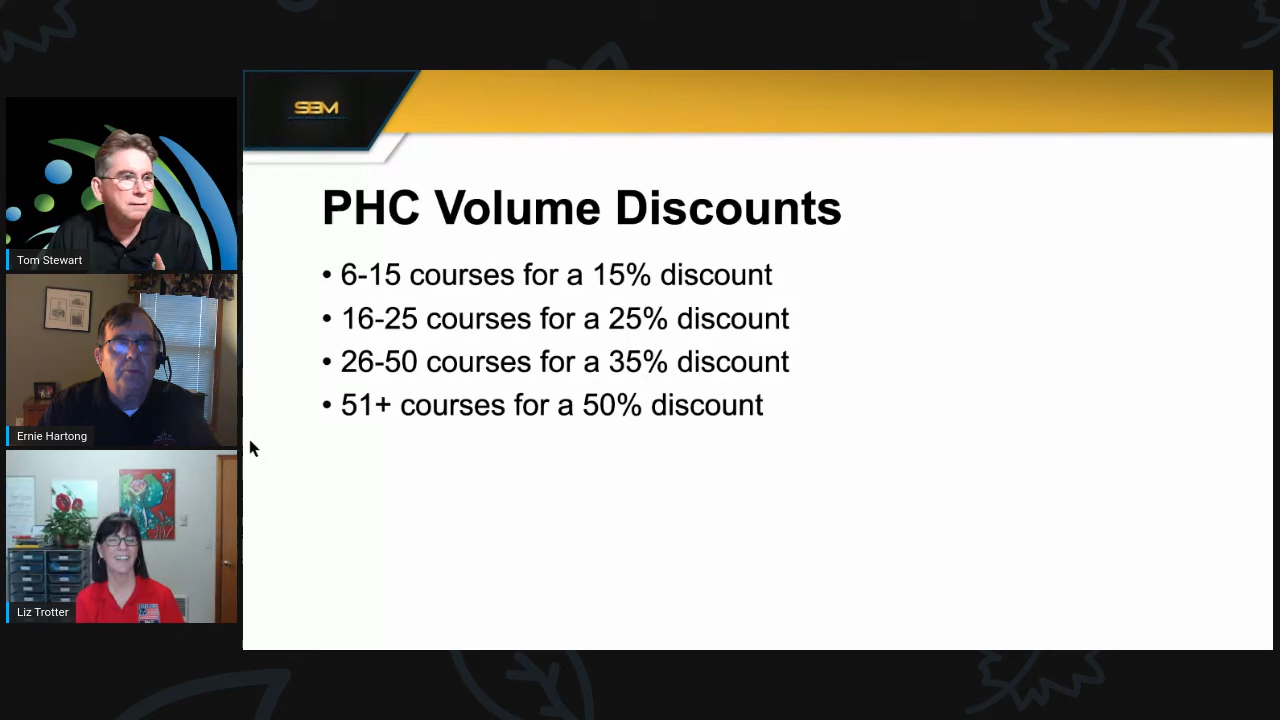 SBM
PHC Volume Discounts
• 6-15 courses for a 15% discount
• 16-25 courses for a 25% discount
• 26-50 courses for a 35% discount
• 51+ courses for a 50% discount
Tom Stewart
Ernie Hartong
Liz Trotter